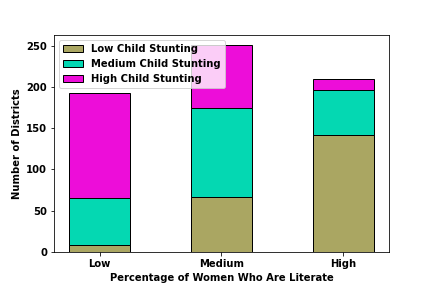 Low Child Stunting
Medium Child Stunting
High Child Stunting
250
200
150
100
50
0
Number of Districts
Low Medium High
Percentage of Women Who Are Literate